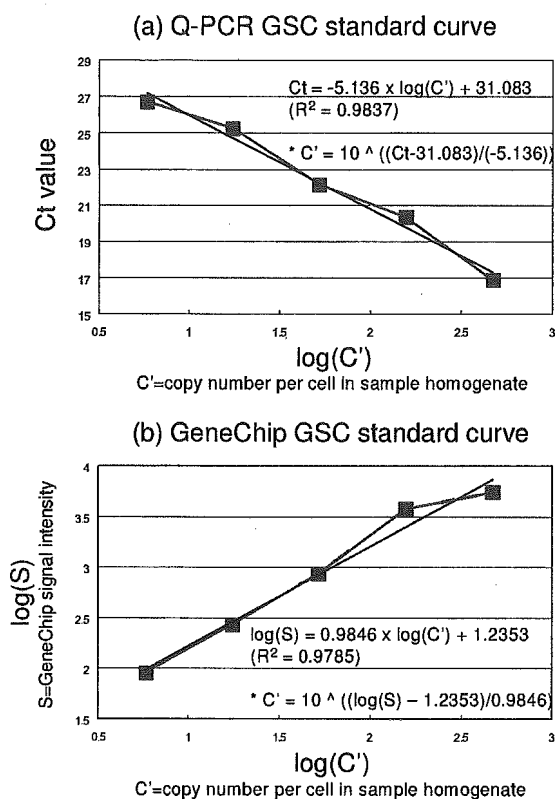 (a) Q-PCR GSC standard curve
29
27
25
23
21
19
17
15
Ct value
Ct = -5.136 x log(C') + 31.083
(R2 = 0.9837)
* C' = 10 ^ ((Ct-31.083)/(-5.136))
0.5 1 1.5 2 2.5 3
log(C')
C'=copy number per cell in sample homogenate
(b) GeneChip GSC standard curve
4
3.5
3
2.5
2
1.5
log(S)
S=GeneChip signal intensity
log(S) = 0.9846 x log(C') + 1.2353
(R2 = 0.9785)
* C' = 10 ^ ((log(S) – 1.2353)/0.9846)
0.5 1 1.5 2 2.5 3
log(C')
C'=copy number per cell in sample homogenate